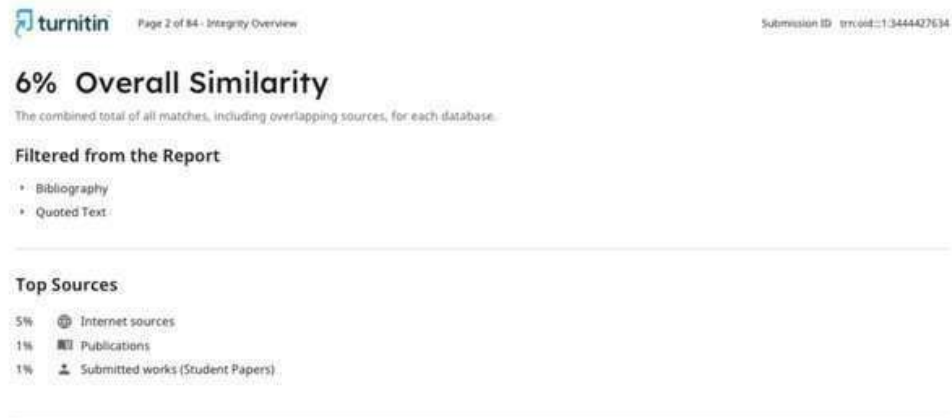 turnitin Page 2 of 84 - Integrity Overview Submission ID trn:oid:::1:3444427634
6% Overall Similarity
The combined total of all matches, including overlapping sources, for each database.
Filtered from the Report
Bibliography
Quoted Text
Top Sources
5% Internet sources
1% Publications
1% Submitted works (Student Papers)